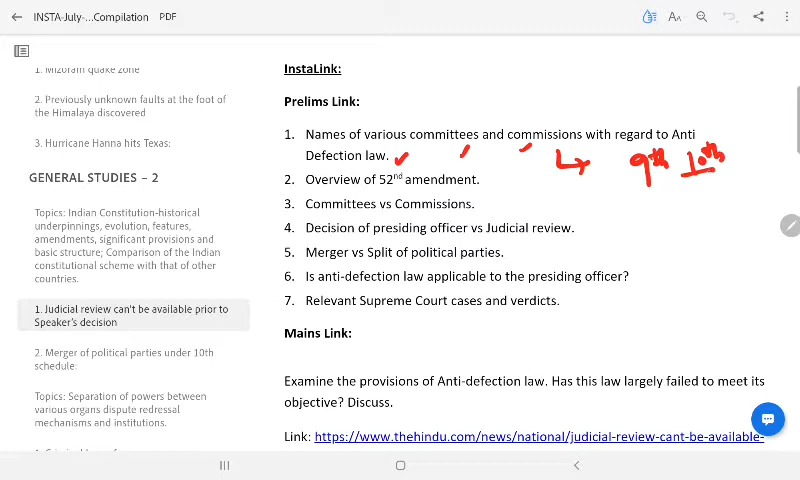 INSTA-July-...Compilation PDF
1. Mizoram quake zone
2. Previously unknown faults at the foot of
the Himalaya discovered
3. Hurricane Hanna hits Texas:
GENERAL STUDIES – 2
Topics: Indian Constitution-historical
underpinnings, evolution, features,
amendments, significant provisions and
basic structure; Comparison of the Indian
constitutional scheme with that of other
countries.
1. Judicial review can't be available prior to
Speaker's decision
2. Merger of political parties under 10th
schedule:
Topics: Separation of powers between
various organs dispute redressal
mechanisms and institutions.
InstaLink:
Prelims Link:
1. Names of various committees and commissions with regard to Anti
Defection law.
9th 10th
2. Overview of 52nd amendment.
3. Committees vs Commissions.
4. Decision of presiding officer vs Judicial review.
5. Merger vs Split of political parties.
6. Is anti-defection law applicable to the presiding officer?
7. Relevant Supreme Court cases and verdicts.
Mains Link:
Examine the provisions of Anti-defection law. Has this law largely failed to meet its
objective? Discuss.
Link: https://www.thehindu.com/news/national/judicial-review-cant-be-available-